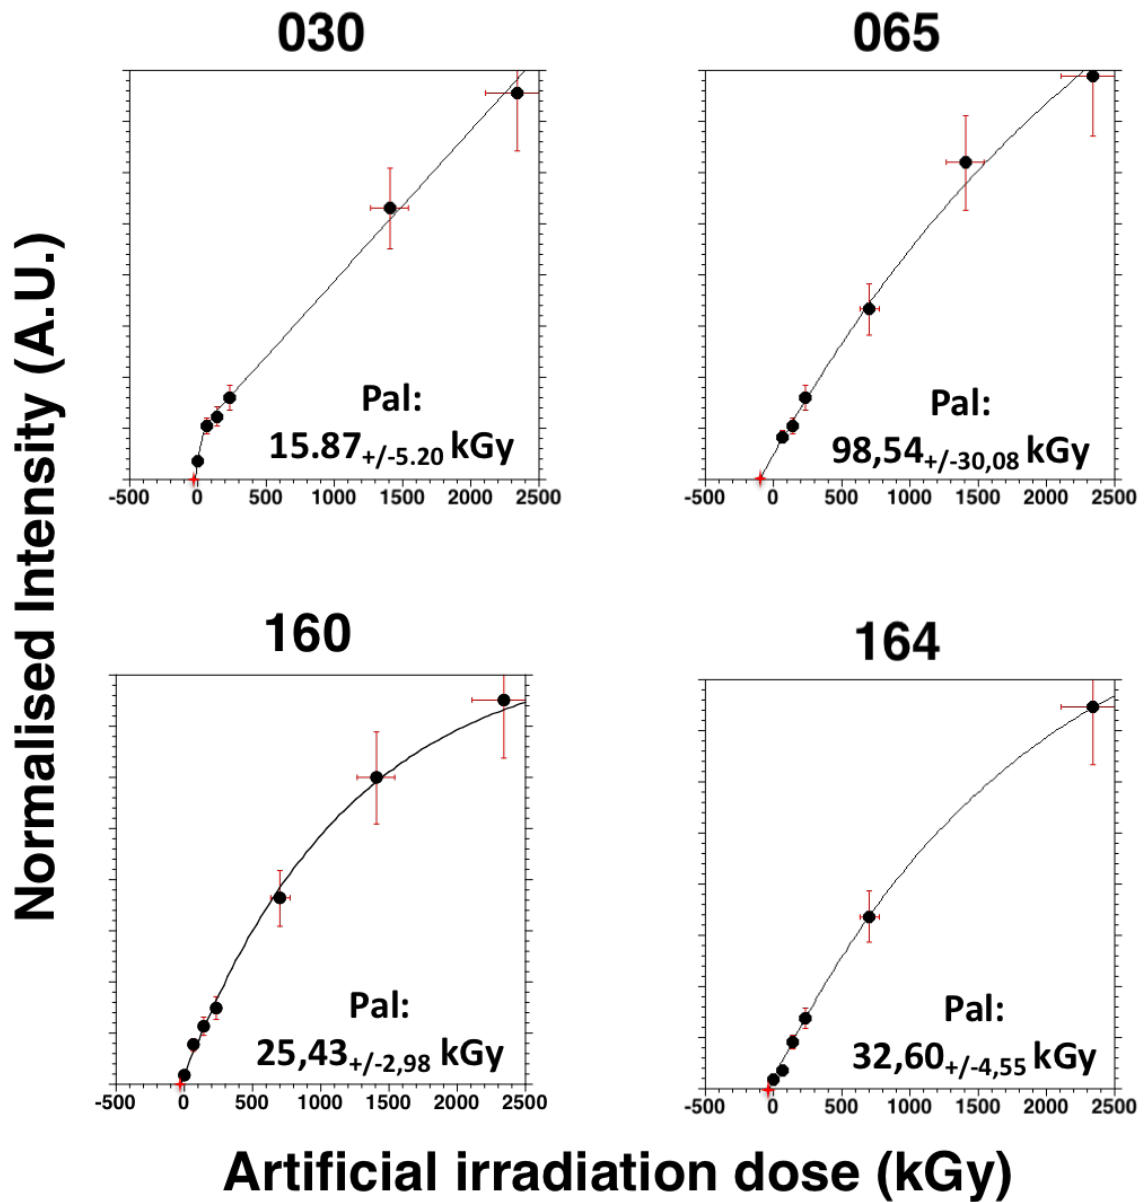 030
065
Normalised Intensity (A.U.)
Pal:
15.87+/-5.20 kGy
Pal:
98,54+/-30,08 kGy
-500 0 500 1000 1500 2000 2500
-500 0 500 1000 1500 2000 2500
160
164
Pal:
25,43+/-2,98 kGy
Pal:
32,60+/-4,55 kGy
-500 0 500 1000 1500 2000 2500
-500 0 500 1000 1500 2000 2500
Artificial irradiation dose (kGy)